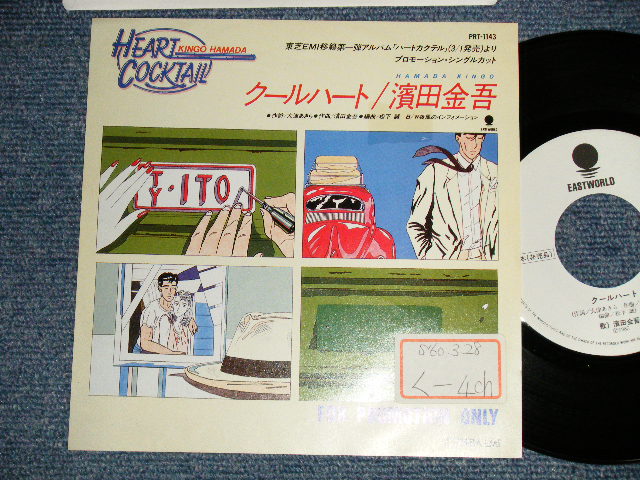 PRT-1143
HEART
KINGO HAMADA
COCKTAIL
東芝EMI移籍第一弾アルバム「ハートカクテル」(3/1発売)より
プロモーション・シングルカット
HAMADA KINGO
クールハート/濱田金吾
TY・ITO
S60.3.28
く-4ch
FOR PROMOTION ONLY
EASTWORLD
クールハート
歌) 濱田金吾